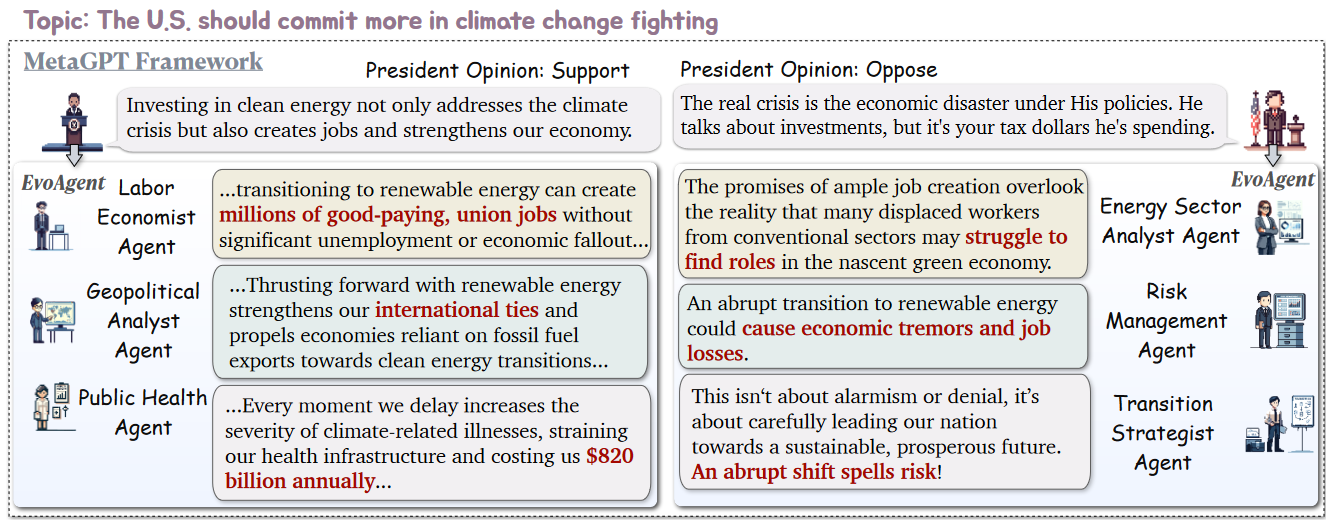 Topic: The U.S. should commit more in climate change fighting
MetaGPT Framework
President Opinion: Support
Investing in clean energy not only addresses the climate
crisis but also creates jobs and strengthens our economy.
EvoAgent
Labor
Economist
Agent
...transitioning to renewable energy can create
millions of good-paying, union jobs without
significant unemployment or economic fallout...
Geopolitical
Analyst
Agent
...Thrusting forward with renewable energy
strengthens our international ties and
propels economies reliant on fossil fuel
exports towards clean energy transitions...
Public Health
Agent
...Every moment we delay increases the
severity of climate-related illnesses, straining
our health infrastructure and costing us $820
billion annually...
President Opinion: Oppose
The real crisis is the economic disaster under His policies. He
talks about investments, but it's your tax dollars he's spending.
EvoAgent
The promises of ample job creation overlook
the reality that many displaced workers
from conventional sectors may struggle to
find roles in the nascent green economy.
Energy Sector
Analyst Agent
An abrupt transition to renewable energy
could cause economic tremors and job
losses.
Risk
Management
Agent
This isn‘t about alarmism or denial, it’s
about carefully leading our nation
towards a sustainable, prosperous future.
An abrupt shift spells risk!
Transition
Strategist
Agent